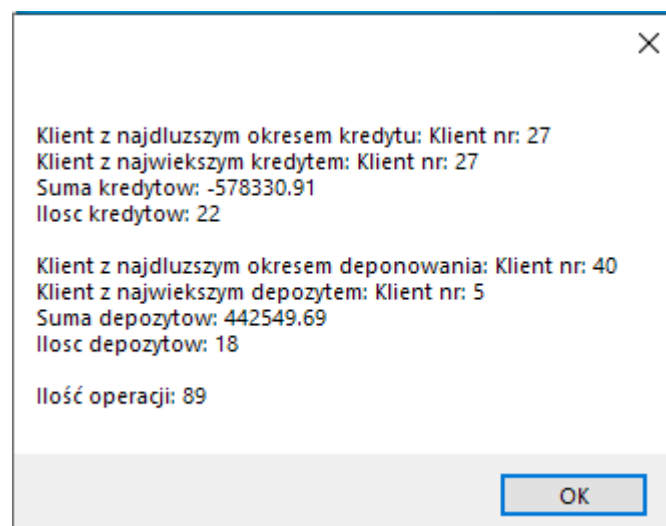 Klient z najdluzszym okresem kredytu: Klient nr: 27
Klient z najwiekszym kredytem: Klient nr: 27
Suma kredytow: -578330.91
Ilosc kredytow: 22
Klient z najdluzszym okresem deponowania: Klient nr: 40
Klient z najwiekszym depozytem: Klient nr: 5
Suma depozytow: 442549.69
Ilosc depozytow: 18
Ilość operacji: 89
OK